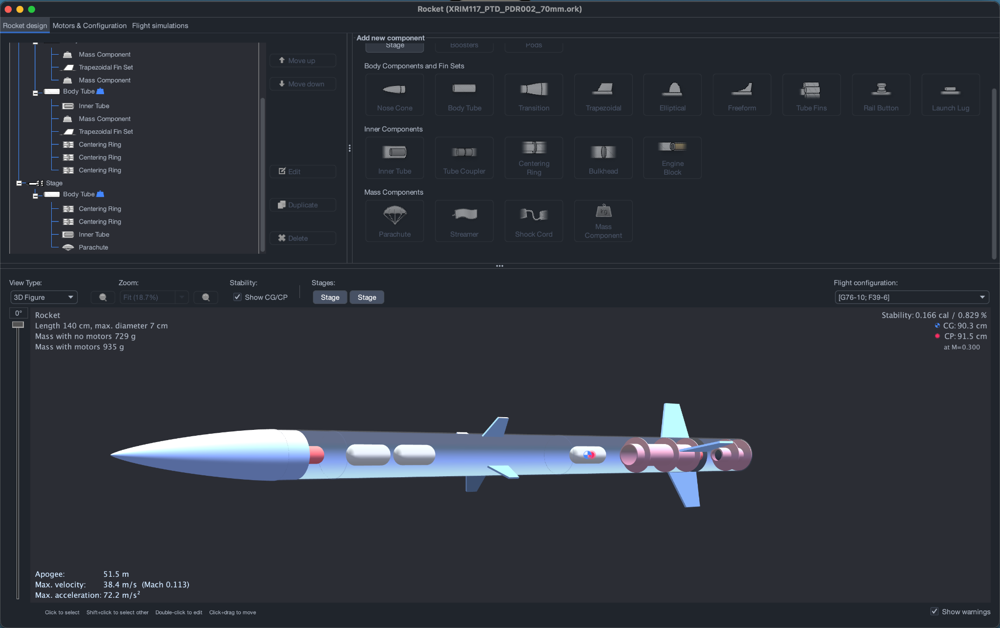 Rocket (XRIM117_PTD_PDR002_70mm.ork)
Rocket design Motors & Configuration Flight simulations
Mass Component
Trapezoidal Fin Set
Mass Component
Body Tube
Inner Tube
Mass Component
Trapezoidal Fin Set
Centering Ring
Centering Ring
Centering Ring
Stage
Body Tube
Centering Ring
Centering Ring
Inner Tube
Parachute
Move up
Move down
Edit
Duplicate
Delete
Add new component
Stage Boosters Pods
Body Components and Fin Sets
Nose Cone Body Tube Transition Trapezoidal Elliptical Freeform Tube Fins Rail Button Launch Lug
Inner Components
Inner Tube Tube Coupler Centering Ring Bulkhead Engine Block
Mass Components
Parachute Streamer Shock Cord Mass Component
View Type: Zoom: Stability: Stages: Flight configuration:
3D Figure Fit (18.7%) Show CG/CP Stage Stage [G76-10; F39-6]
0°
Rocket
Length 140 cm, max. diameter 7 cm
Mass with no motors 729 g
Mass with motors 935 g
Stability: 0.166 cal / 0.829 %
CG: 90.3 cm
CP: 91.5 cm
at M=0.300
Apogee: 51.5 m
Max. velocity: 38.4 m/s (Mach 0.113)
Max. acceleration: 72.2 m/s²
Click to select Shift+click to select other Double-click to edit Click+drag to move
Show warnings